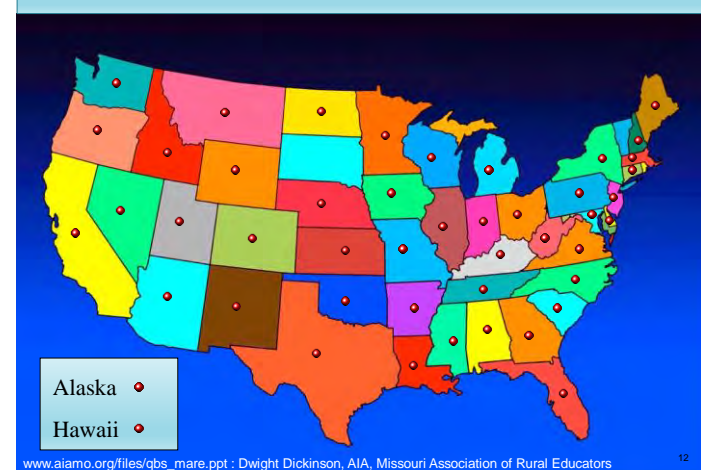 Alaska
Hawaii
www.aiamo.org/files/qbs_mare.ppt : Dwight Dickinson, AIA, Missouri Association of Rural Educators
12